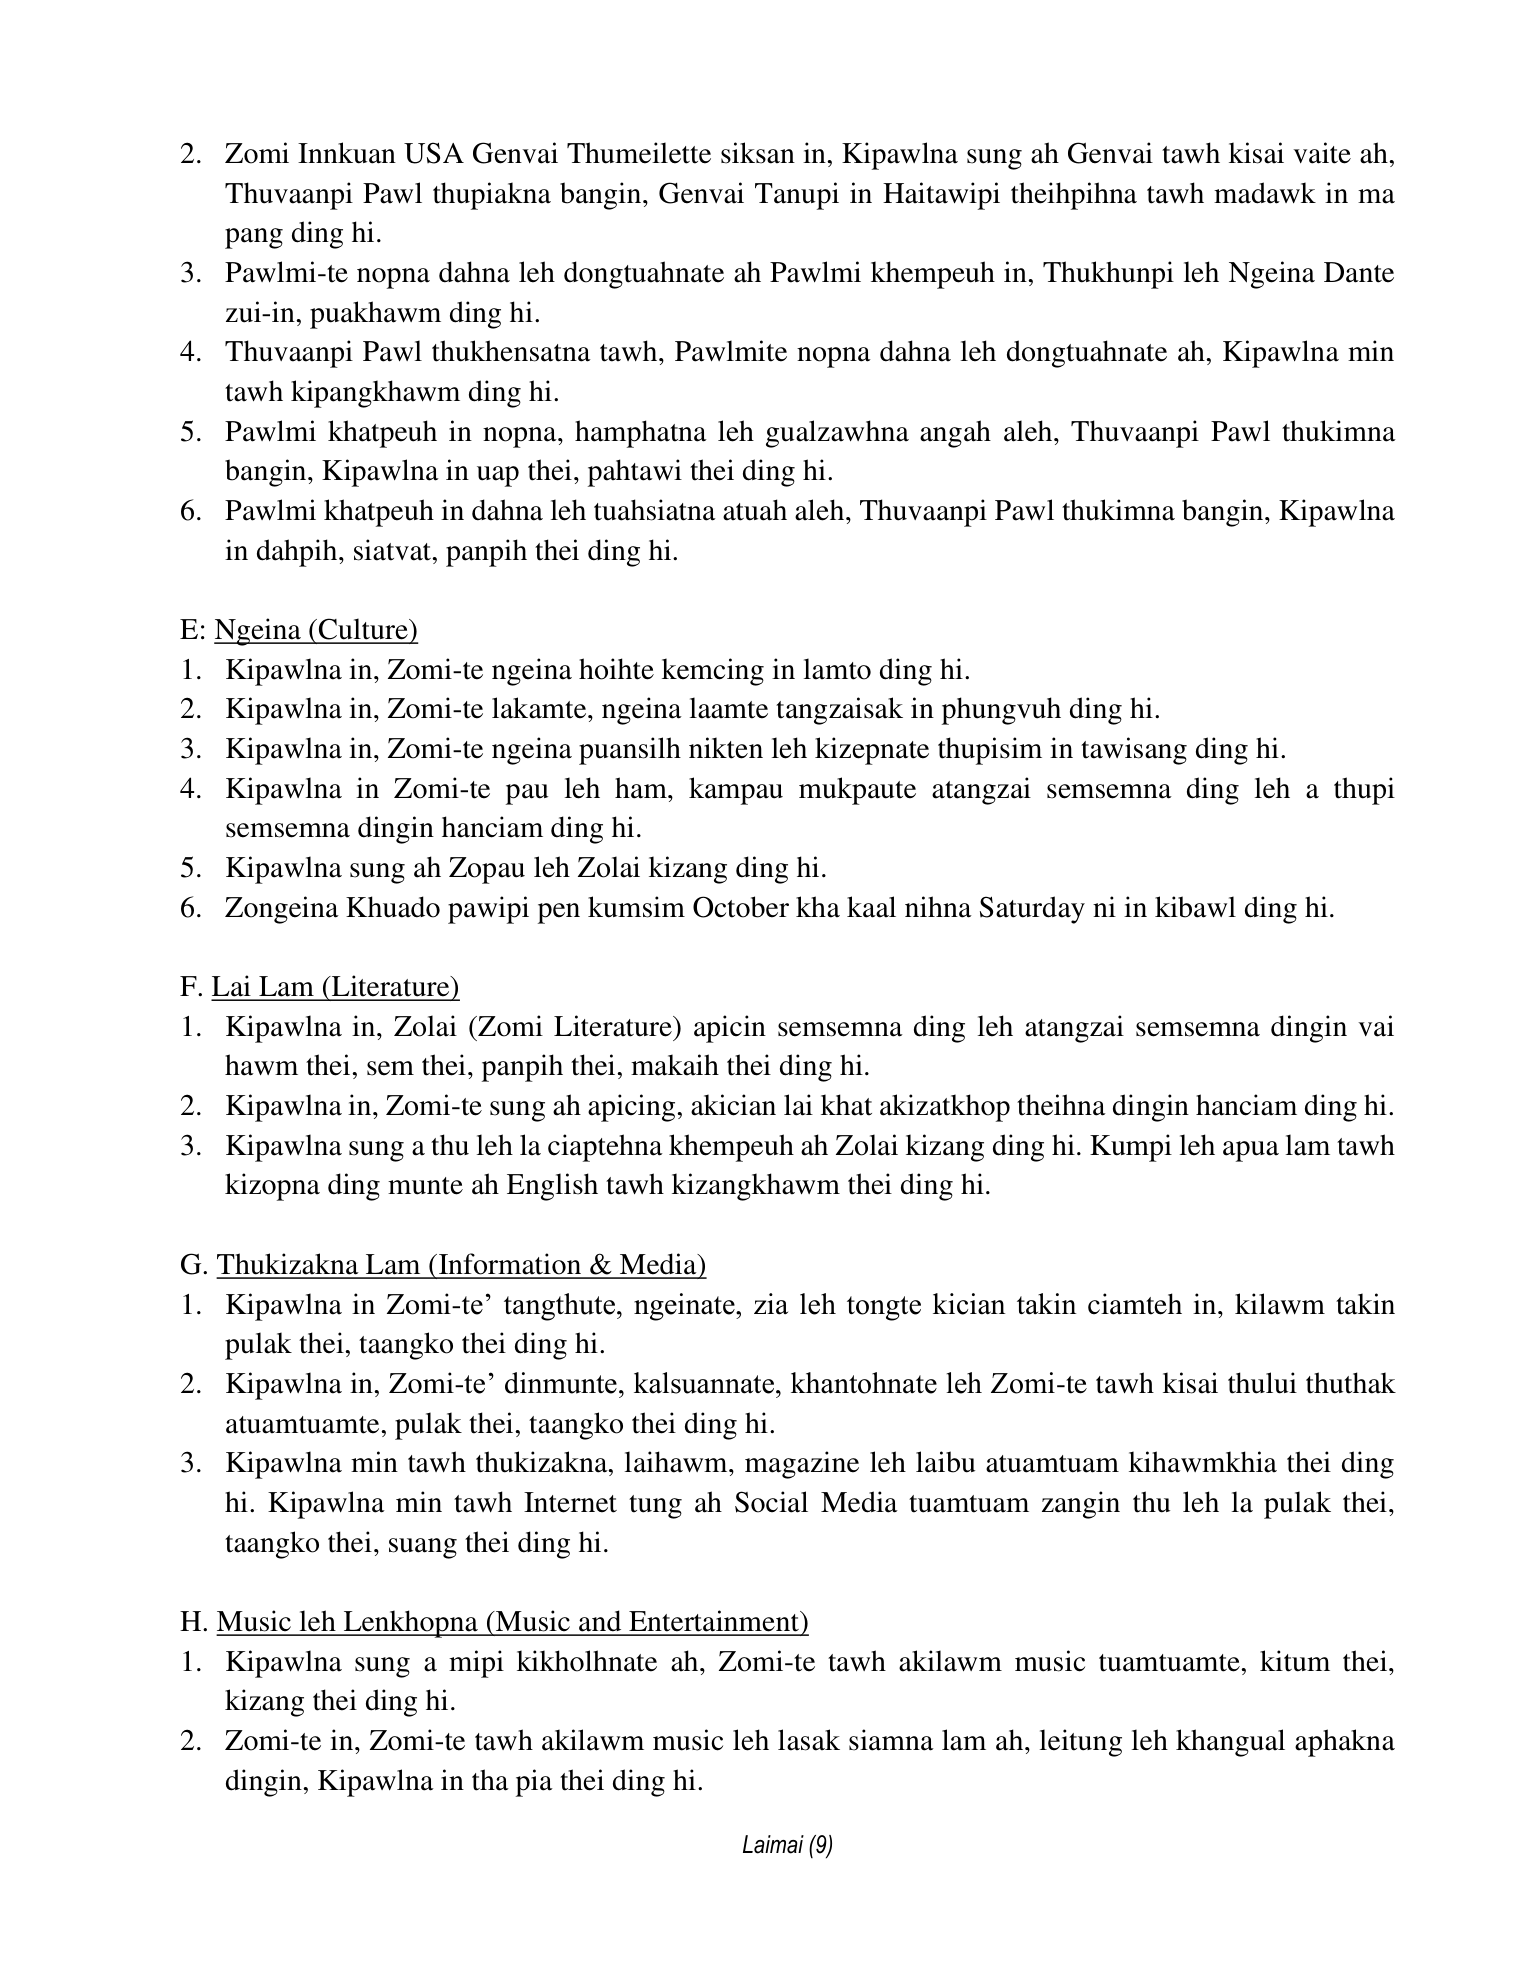 2. Zomi Innkuan USA Genvai Thumeilette siksan in, Kipawlna sung ah Genvai tawh kisai vaite ah,
Thuvaanpi Pawl thupiakna bangin, Genvai Tanupi in Haitawipi theihpihna tawh madawk in ma
pang ding hi.
3. Pawlmi-te nopna dahna leh dongtuahnate ah Pawlmi khempeuh in, Thukhunpi leh Ngeina Dante
zui-in, puakhawm ding hi.
4. Thuvaanpi Pawl thukhensatna tawh, Pawlmite nopna dahna leh dongtuahnate ah, Kipawlna min
tawh kipangkhawm ding hi.
5. Pawlmi khatpeuh in nopna, hamphatna leh gualzawhna angah aleh, Thuvaanpi Pawl thukimna
bangin, Kipawlna in uap thei, pahtawi thei ding hi.
6. Pawlmi khatpeuh in dahna leh tuahsiatna atuah aleh, Thuvaanpi Pawl thukimna bangin, Kipawlna
in dahpih, siatvat, panpih thei ding hi.
E: Ngeina (Culture)
1. Kipawlna in, Zomi-te ngeina hoihte kemcing in lamto ding hi.
2. Kipawlna in, Zomi-te lakamte, ngeina laamte tangzaisak in phungvuh ding hi.
3. Kipawlna in, Zomi-te ngeina puansilh nikten leh kizepnate thupisim in tawisang ding hi.
4. Kipawlna in Zomi-te pau leh ham, kampau mukpaute atangzai semsemna ding leh a thupi
semsemna dingin hanciam ding hi.
5. Kipawlna sung ah Zopau leh Zolai kizang ding hi.
6. Zongeina Khuado pawipi pen kumsim October kha kaal nihna Saturday ni in kibawl ding hi.
F. Lai Lam (Literature)
1. Kipawlna in, Zolai (Zomi Literature) apicin semsemna ding leh atangzai semsemna dingin vai
hawm thei, sem thei, panpih thei, makaih thei ding hi.
2. Kipawlna in, Zomi-te sung ah apicing, akician lai khat akizatkhop theihna dingin hanciam ding hi.
3. Kipawlna sung a thu leh la ciaptehna khempeuh ah Zolai kizang ding hi. Kumpi leh apua lam tawh
kizopna ding munte ah English tawh kizangkhawm thei ding hi.
G. Thukizakna Lam (Information & Media)
1. Kipawlna in Zomi-te’ tangthute, ngeinate, zia leh tongte kician takin ciamteh in, kilawm takin
pulak thei, taangko thei ding hi.
2. Kipawlna in, Zomi-te’ dinmunte, kalsuannate, khantohnate leh Zomi-te tawh kisai thului thuthak
atuamtuamte, pulak thei, taangko thei ding hi.
3. Kipawlna min tawh thukizakna, laihawm, magazine leh laibu atuamtuam kihawmkhia thei ding
hi. Kipawlna min tawh Internet tung ah Social Media tuamtuam zangin thu leh la pulak thei,
taangko thei, suang thei ding hi.
H. Music leh Lenkhopna (Music and Entertainment)
1. Kipawlna sung a mipi kikholhnate ah, Zomi-te tawh akilawm music tuamtuamte, kitum thei,
kizang thei ding hi.
2. Zomi-te in, Zomi-te tawh akilawm music leh lasak siamna lam ah, leitung leh khangual aphakna
dingin, Kipawlna in tha pia thei ding hi.
Laimai (9)